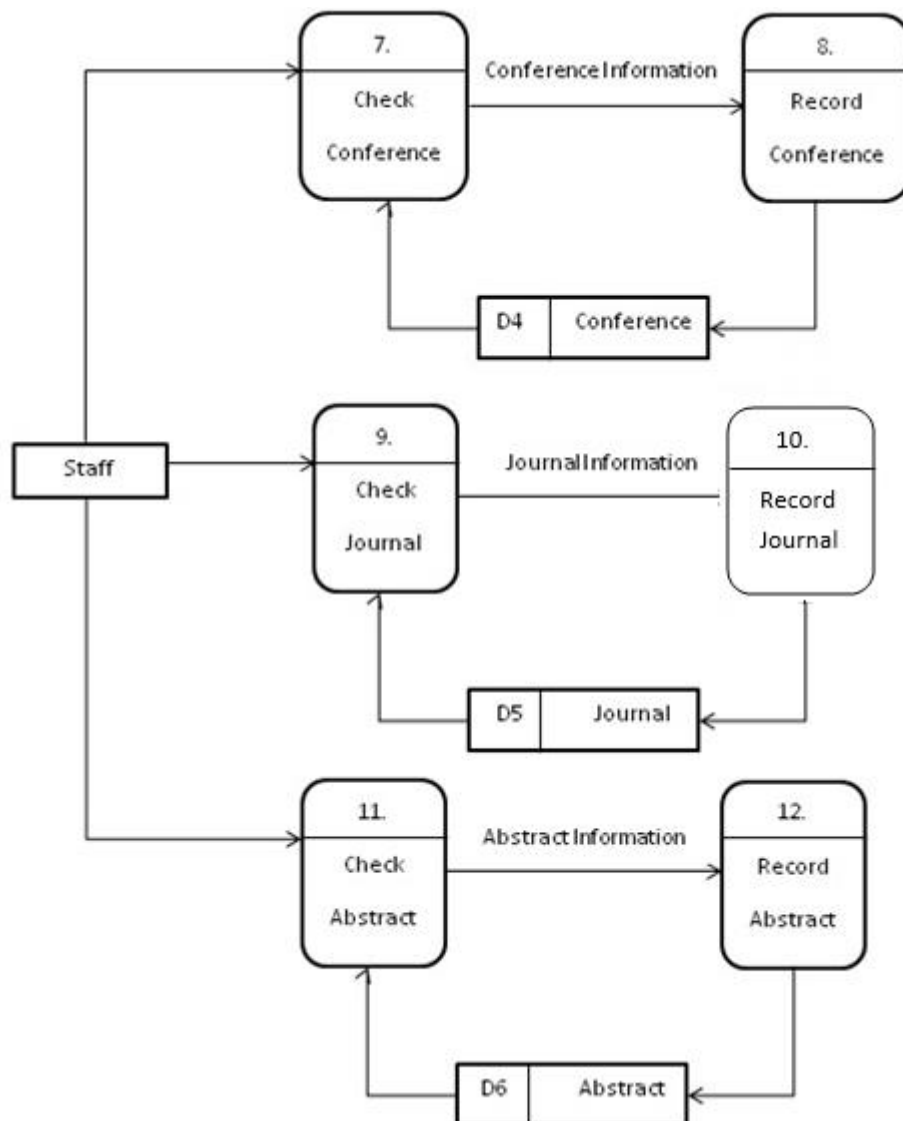 7.
Check
Conference
Conference Information
8.
Record
Conference
D4 Conference
Staff
9.
Check
Journal
Journal Information
10.
Record
Journal
D5 Journal
11.
Check
Abstract
Abstract Information
12.
Record
Abstract
D6 Abstract